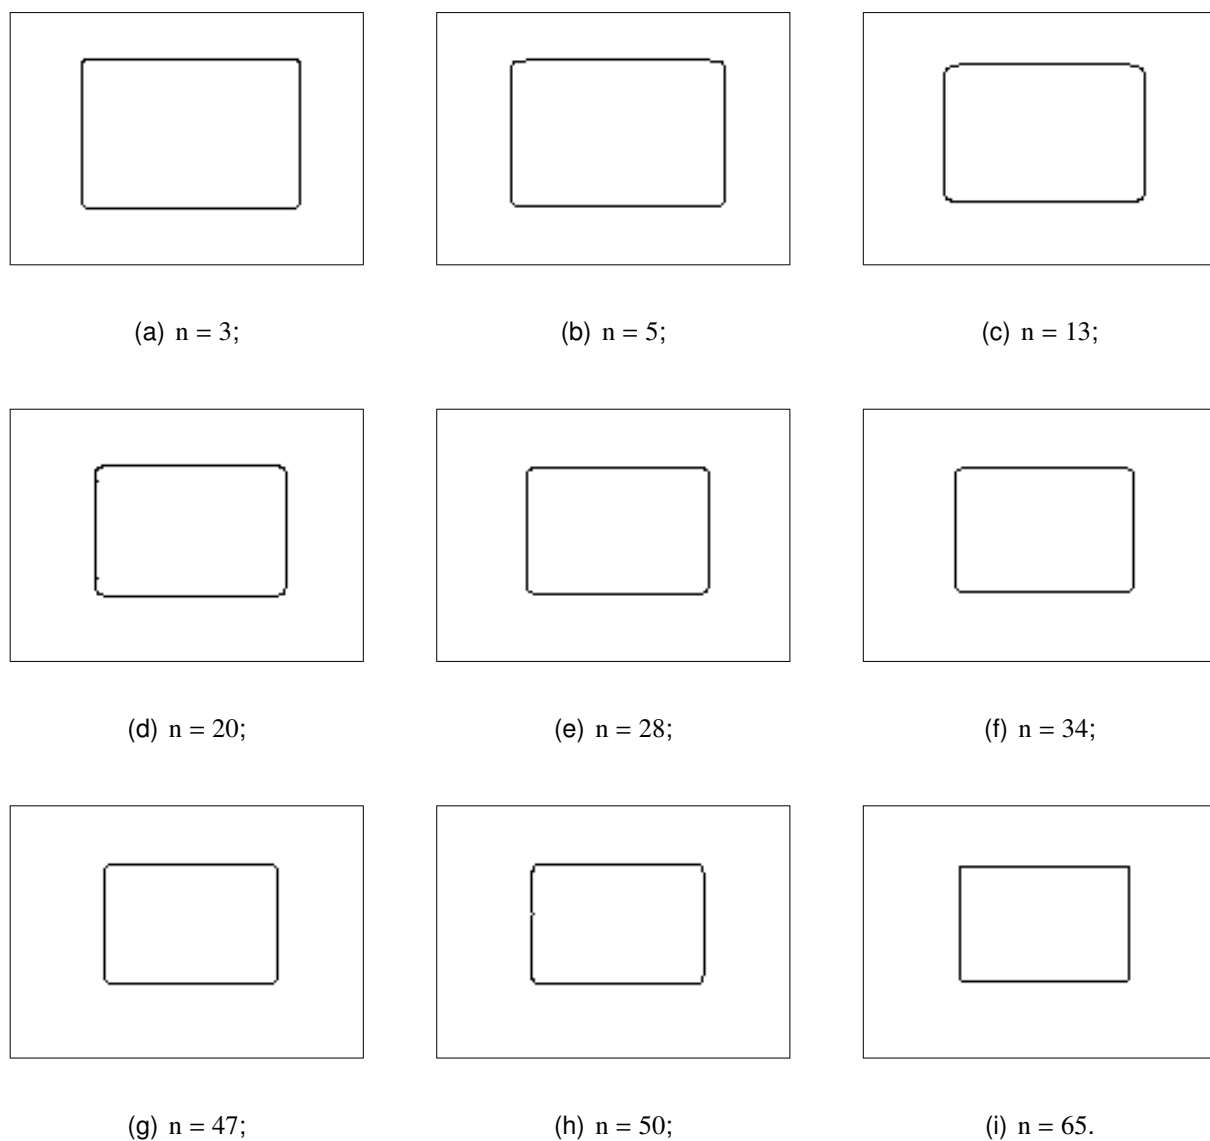 (a) n = 3;
(b) n = 5;
(c) n = 13;
(d) n = 20;
(e) n = 28;
(f) n = 34;
(g) n = 47;
(h) n = 50;
(i) n = 65.